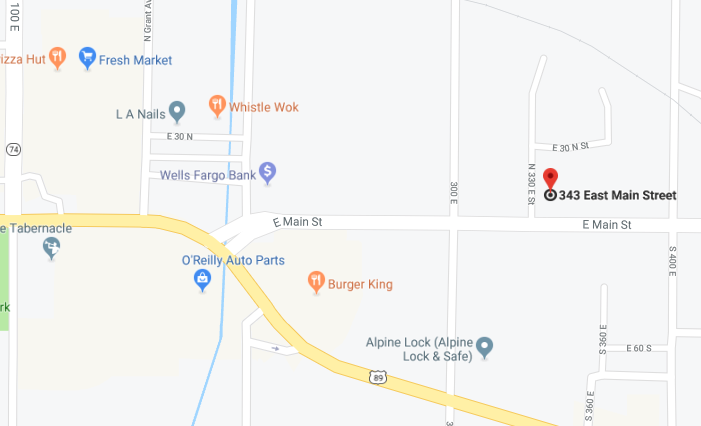 100 E
N Grant Av
izza Hut
Fresh Market
L A Nails
Whistle Wok
E 30 N
74
Wells Fargo Bank
300 E
E 30 N St
N 330 E St
343 East Main Street
E Main St
E Main St
e Tabernacle
O'Reilly Auto Parts
S 400 E
Burger King
rk
Alpine Lock (Alpine
Lock & Safe)
S 360 E
E 60 S
89
S 360 E
3